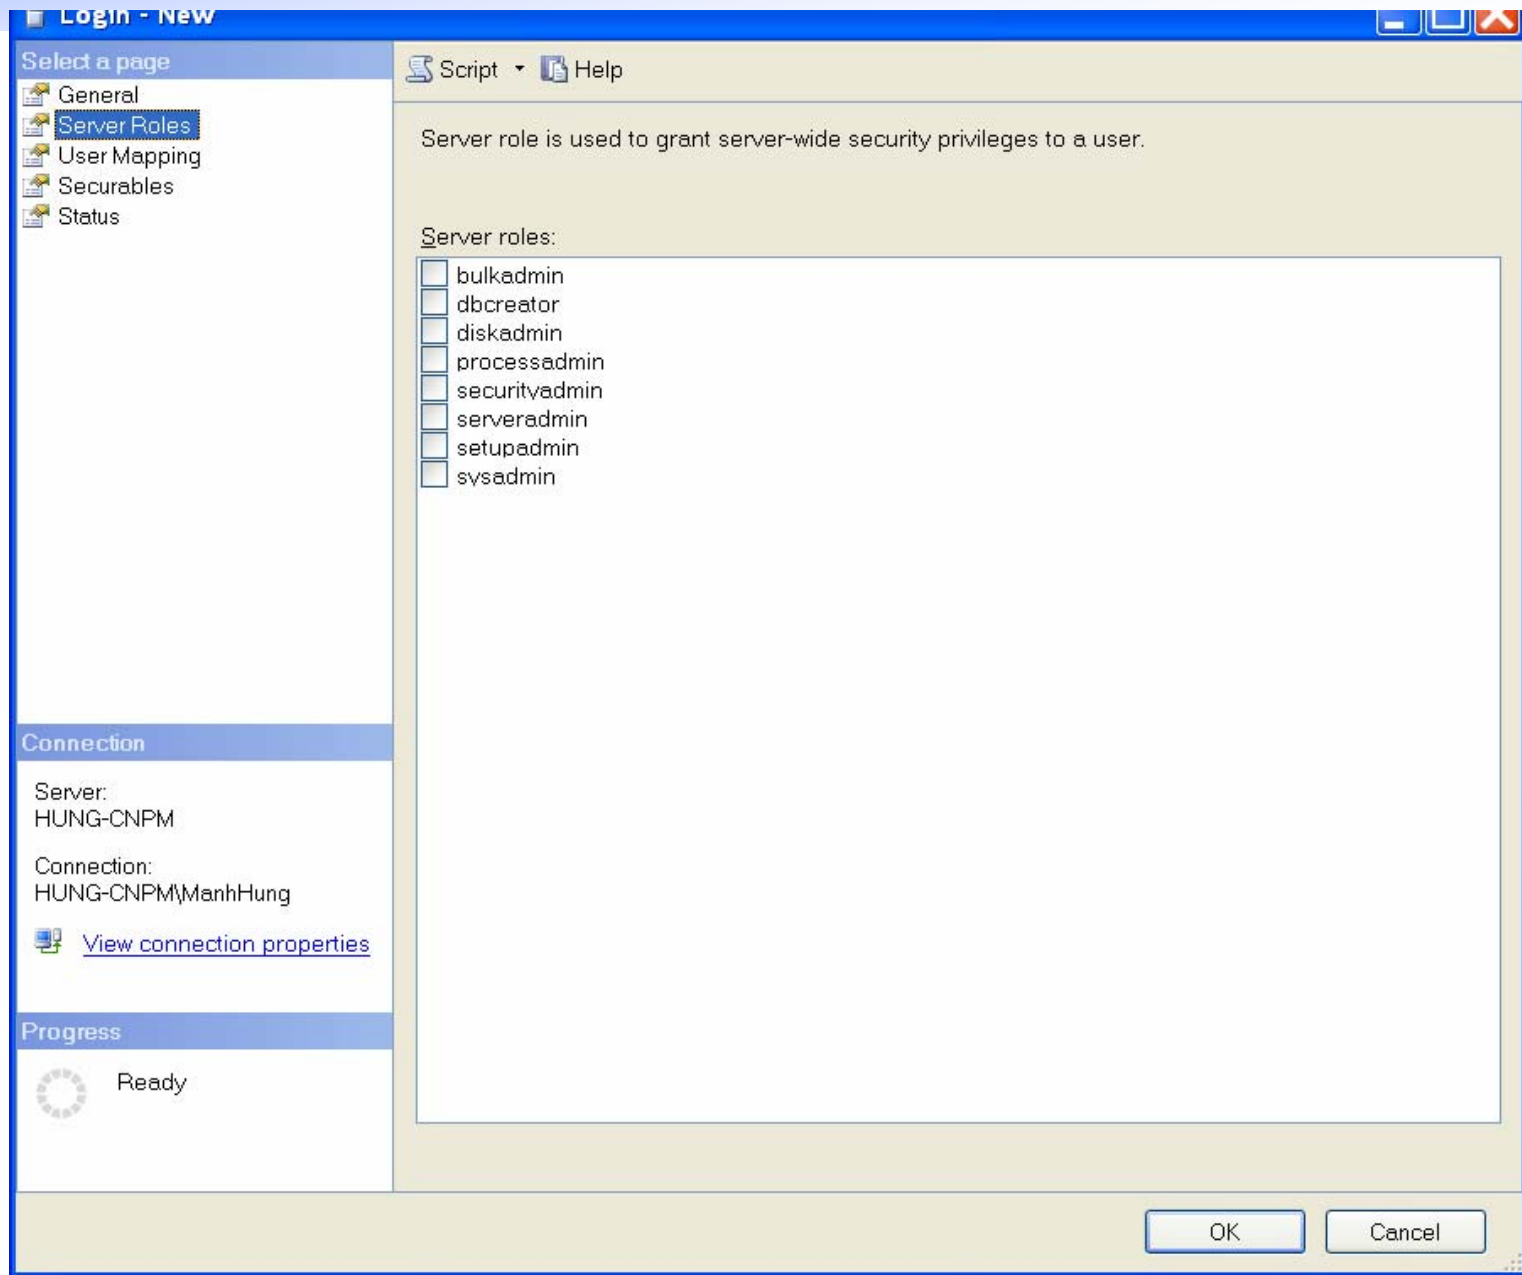 Login - New
Select a page
General
Server Roles
User Mapping
Securables
Status
Script
Help
Server role is used to grant server-wide security privileges to a user.
Server roles:
bulkadmin
dbcreator
diskadmin
processadmin
securityadmin
serveradmin
setupadmin
sysadmin
Connection
Server:
HUNG-CNPM
Connection:
HUNG-CNPM\ManhHung
View connection properties
Progress
Ready
OK
Cancel